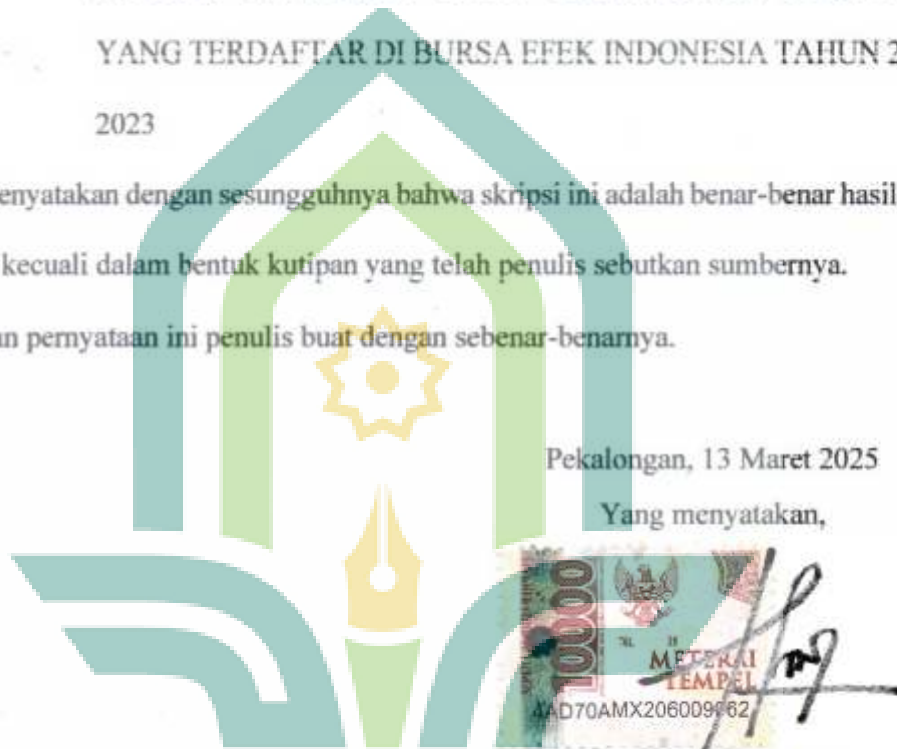 YANG TERDAFTAR DI BURSA EFEK INDONESIA TAHUN 2
2023
enyatakan dengan sesungguhnya bahwa skripsi ini adalah benar-benar hasil
kecuali dalam bentuk kutipan yang telah penulis sebutkan sumbernya.
an pernyataan ini penulis buat dengan sebenar-benarnya.
Pekalongan, 13 Maret 2025
Yang menyatakan,
10000
METERAI
TEMPEL